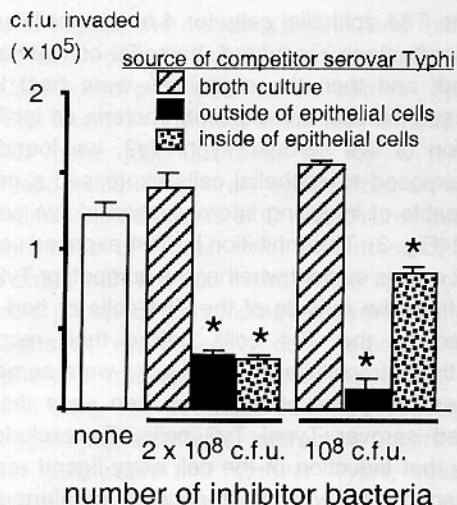 c.f.u. invaded
(x 10⁵)
source of competitor serovar Typhi
broth culture
outside of epithelial cells
inside of epithelial cells
2
1
* * * *
none 2 x 10⁸ c.f.u. 10⁸ c.f.u.
number of inhibitor bacteria